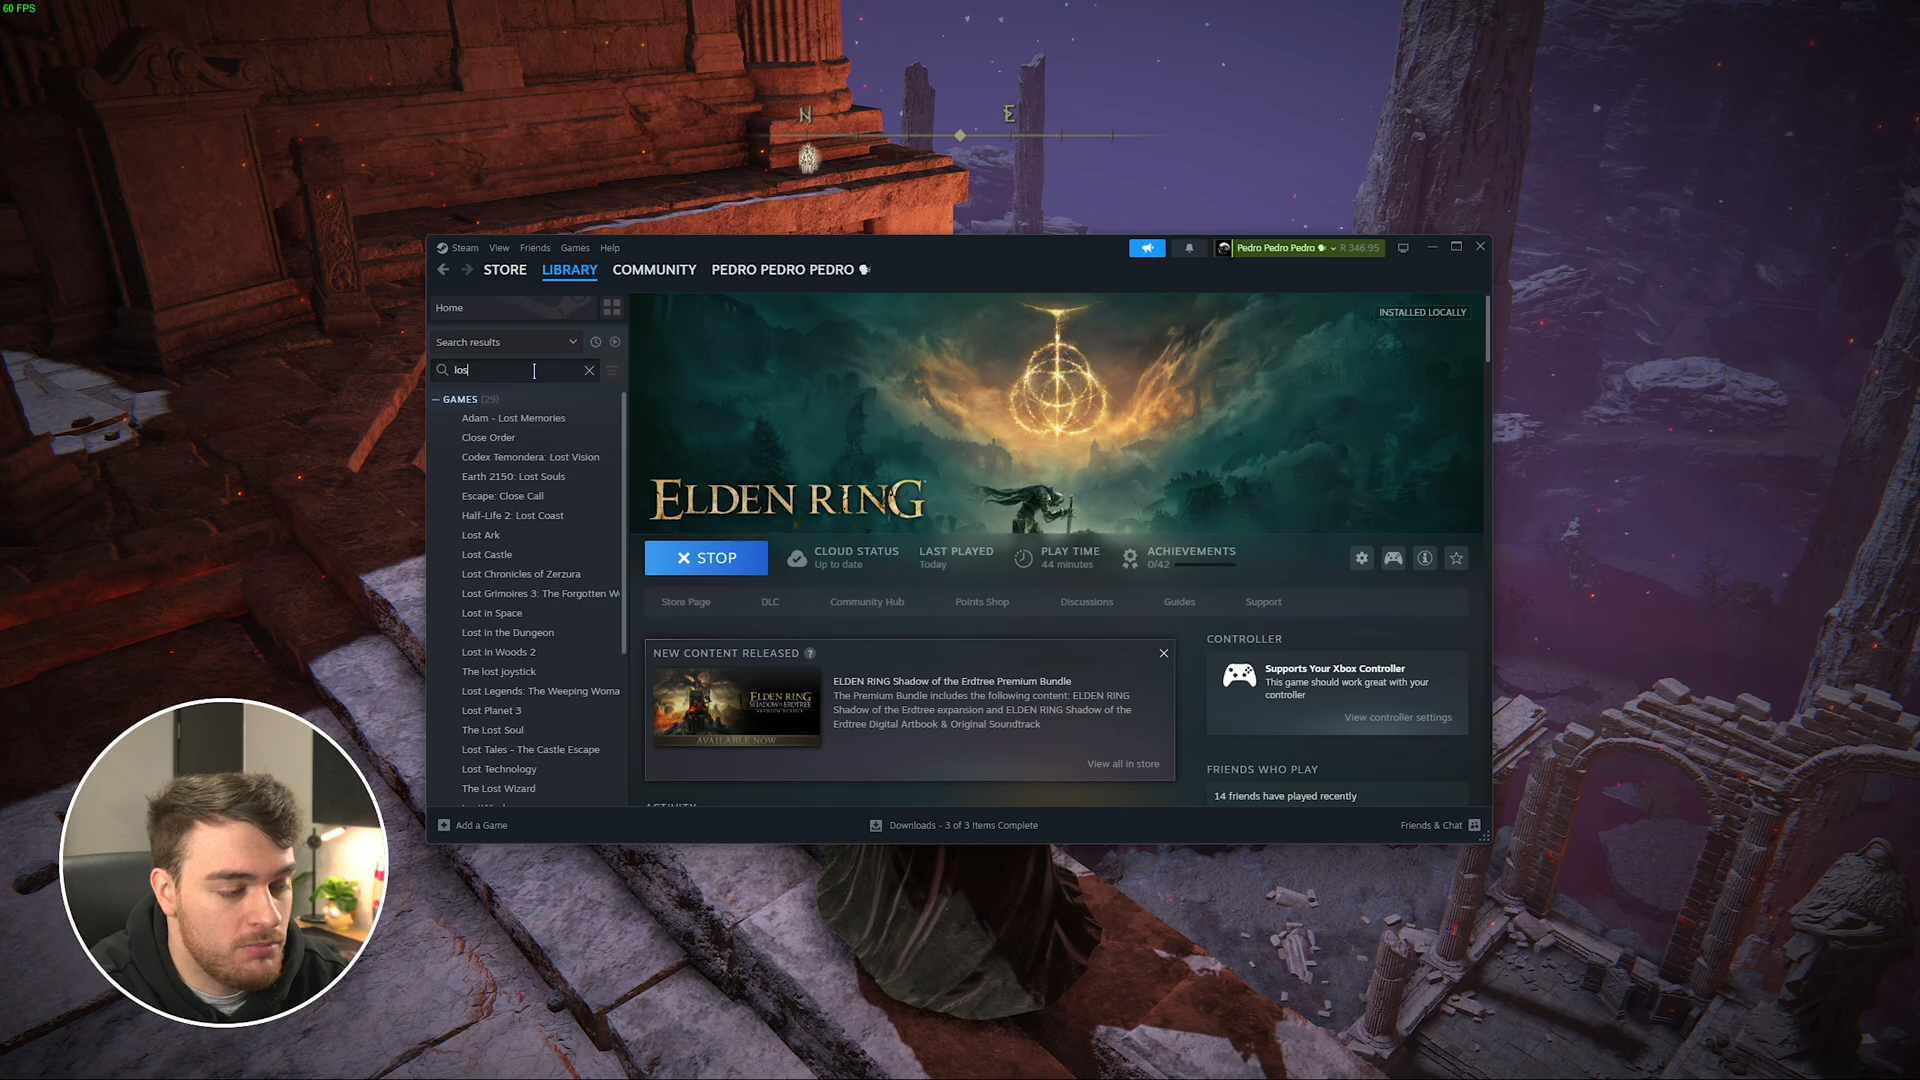 60 FPS
N
E
Steam View Friends Games Help
Pedro Pedro Pedro R 346.95
STORE LIBRARY COMMUNITY PEDRO PEDRO PEDRO
Home
Search results
los
GAMES (29)
Adam - Lost Memories
Close Order
Codex Temondera: Lost Vision
Earth 2150: Lost Souls
Escape: Close Call
Half-Life 2: Lost Coast
Lost Ark
Lost Castle
Lost Chronicles of Zerzura
Lost Grimoires 3: The Forgotten W
Lost in Space
Lost in the Dungeon
Lost In Woods 2
The lost joystick
Lost Legends: The Weeping Woma
Lost Planet 3
The Lost Soul
Lost Tales - The Castle Escape
Lost Technology
The Lost Wizard
INSTALLED LOCALLY
ELDEN RING
STOP
CLOUD STATUS
Up to date
LAST PLAYED
Today
PLAY TIME
44 minutes
ACHIEVEMENTS
0/42
Store Page DLC Community Hub Points Shop Discussions Guides Support
NEW CONTENT RELEASED ?
ELDEN RING
SHADOW OF THE ERDTREE
PREMIUM BUNDLE
AVAILABLE NOW
ELDEN RING Shadow of the Erdtree Premium Bundle
The Premium Bundle includes the following content: ELDEN RING
Shadow of the Erdtree expansion and ELDEN RING Shadow of the
Erdtree Digital Artbook & Original Soundtrack
View all in store
ACTIVITY
CONTROLLER
Supports Your Xbox Controller
This game should work great with your
controller
View controller settings
FRIENDS WHO PLAY
14 friends have played recently
Add a Game
Downloads - 3 of 3 Items Complete
Friends & Chat